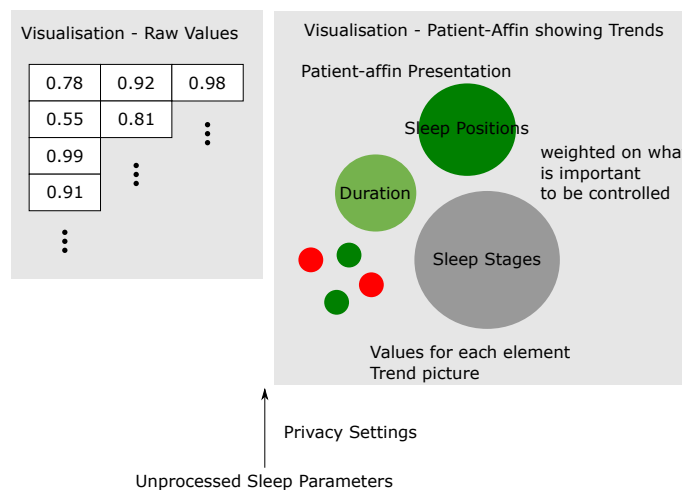 Visualisation - Raw Values
0.78 0.92 0.98
0.55 0.81
0.99
0.91
Visualisation - Patient-Affin showing Trends
Patient-affin Presentation
Sleep Positions
weighted on wha
is important
to be controlled
Duration
Sleep Stages
Values for each element
Trend picture
Privacy Settings
Unprocessed Sleep Parameters